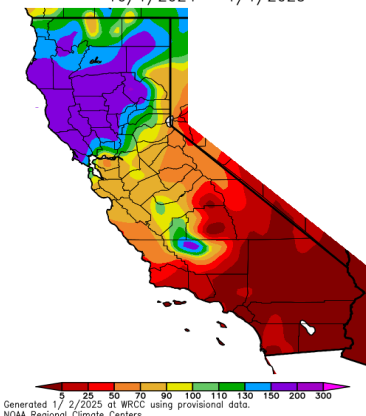 5 25 50 70 90 100 110 130 150 200 300
Generated 1/ 2/2025 at WRCC using provisional data.
NOAA Regional Climate Centers